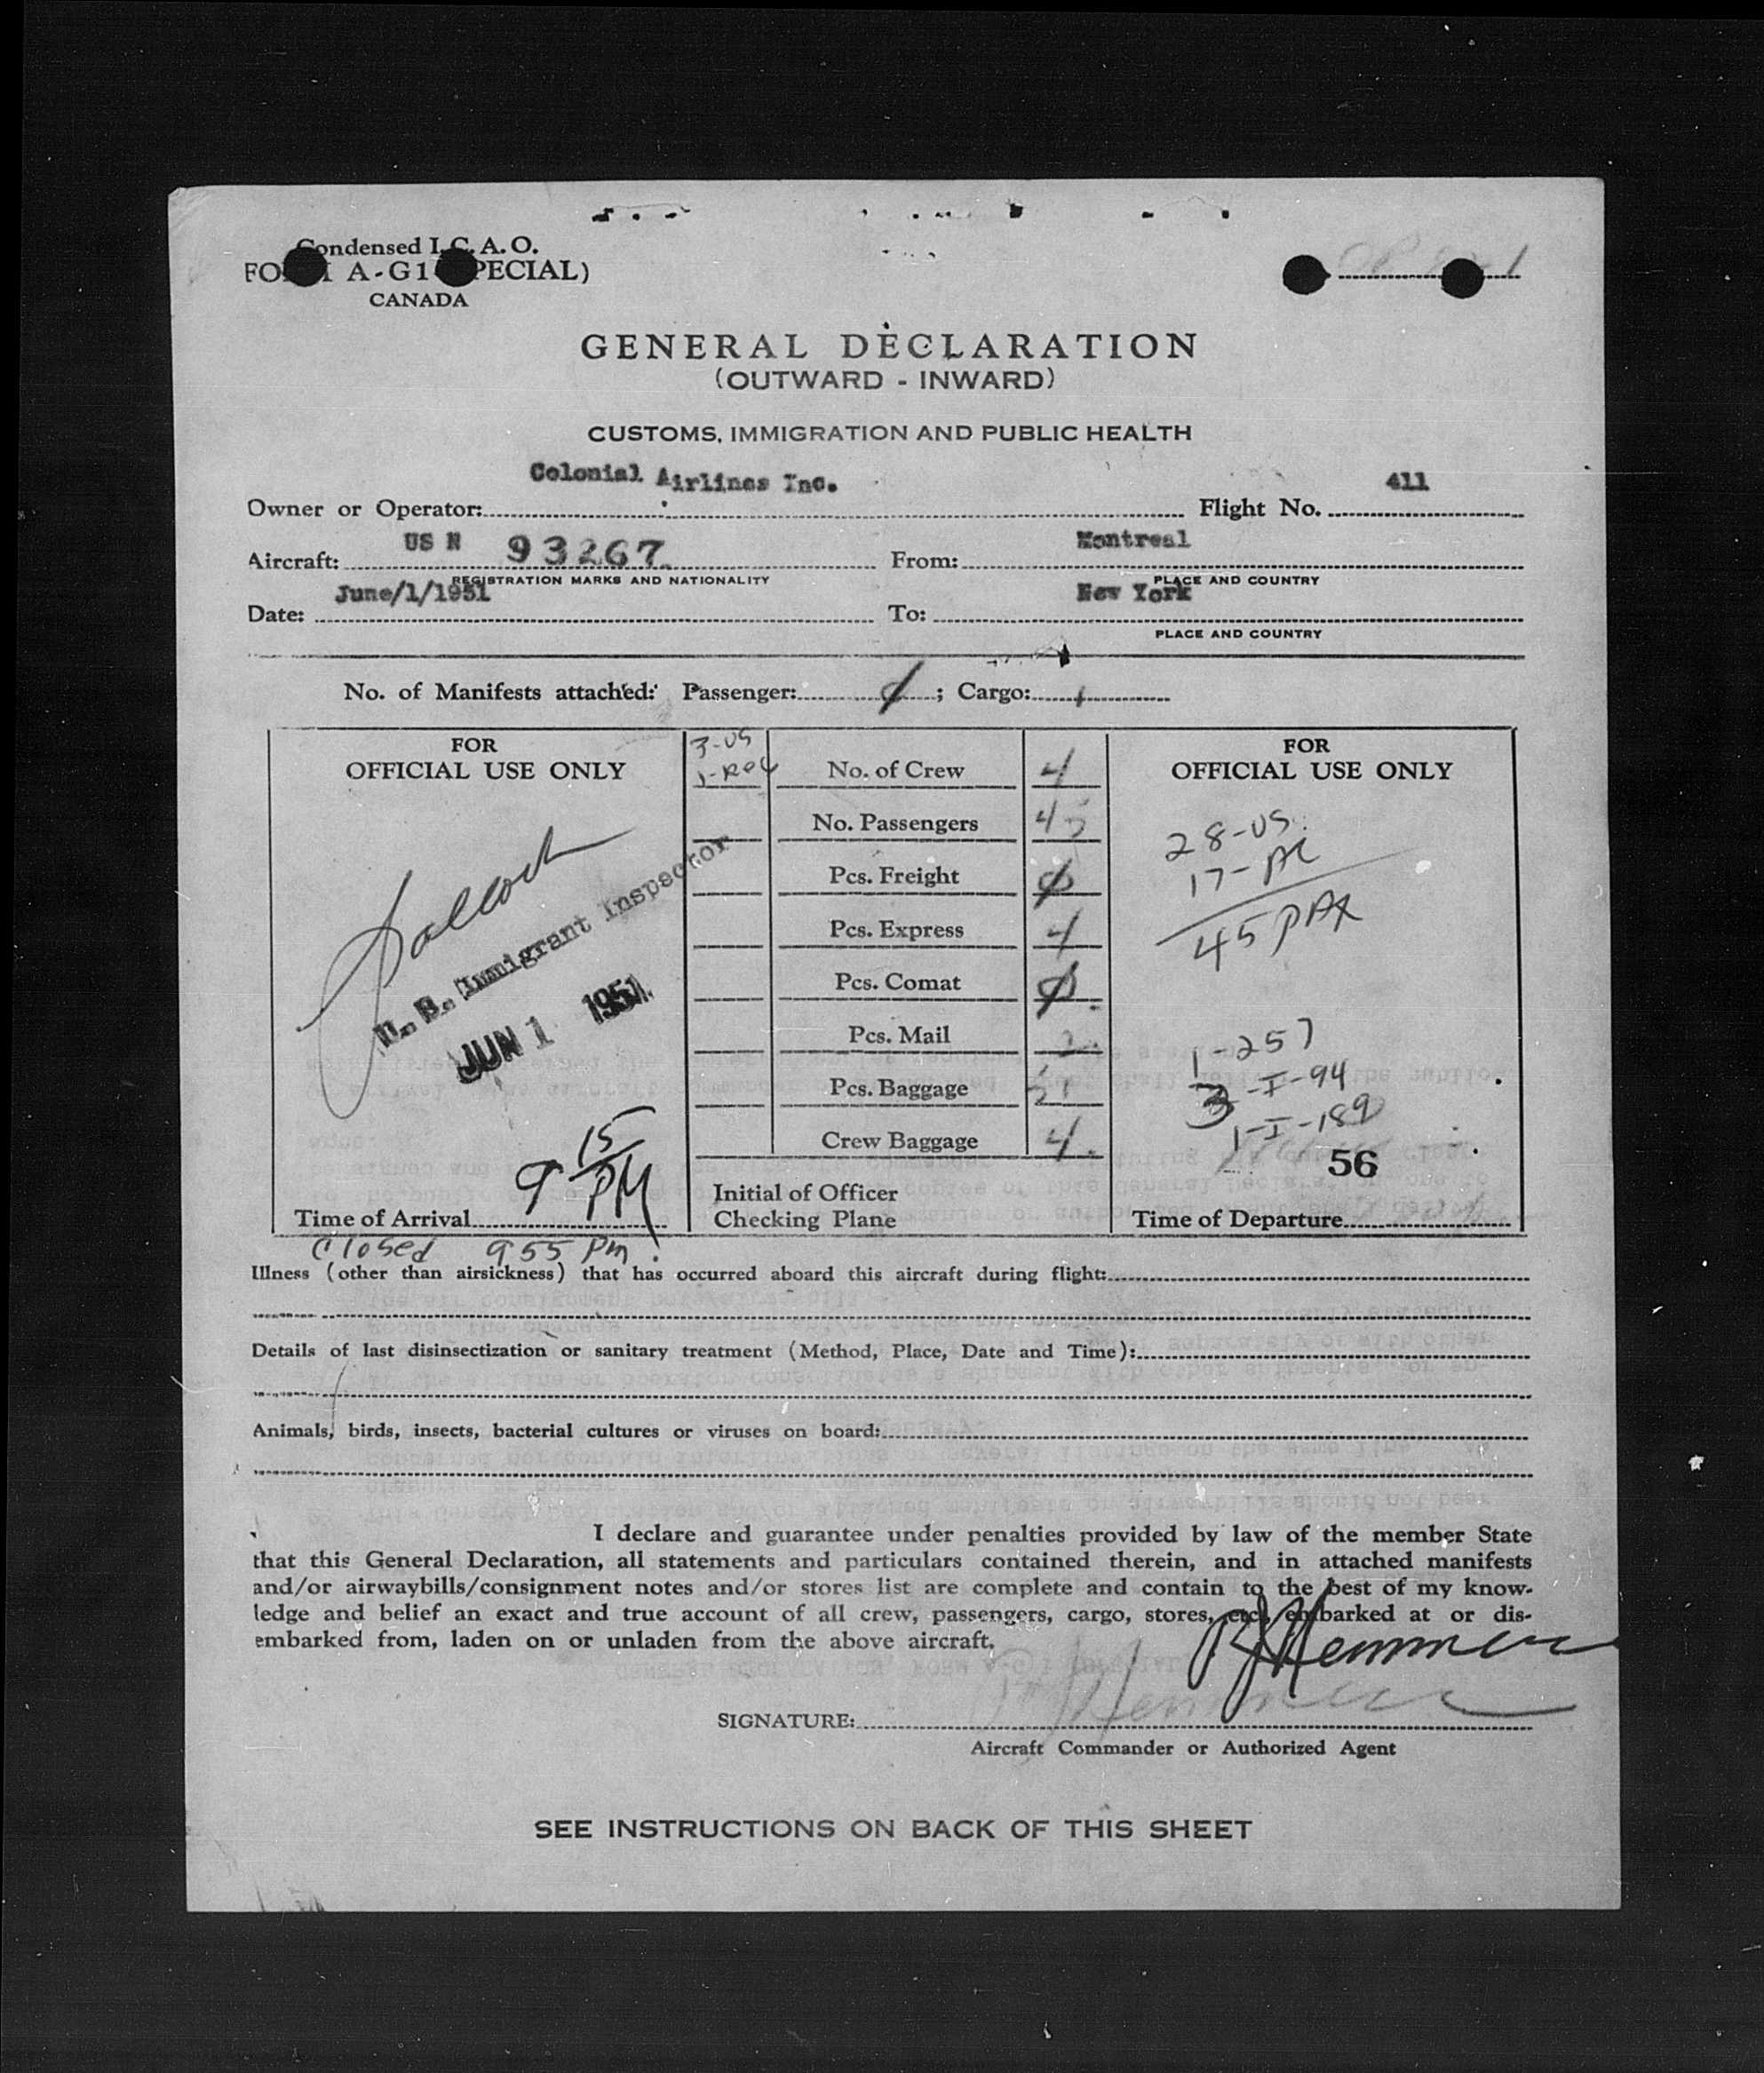 Condensed I.C.A.O.
FORM A-G1 (SPECIAL)
CANADA
GENERAL DECLARATION
(OUTWARD - INWARD)
CUSTOMS, IMMIGRATION AND PUBLIC HEALTH
Owner or Operator: Colonial Airlines Inc. Flight No. 411
Aircraft: US N 93267 From: Montreal
REGISTRATION MARKS AND NATIONALITY PLACE AND COUNTRY
Date: June/1/1951 To: New York
PLACE AND COUNTRY
No. of Manifests attached: Passenger: ; Cargo: 1
FOR
OFFICIAL USE ONLY
U.S. Immigrant Inspector
JUN 1 1951
9 15 PM
Time of Arrival
Closed 9 55 Pm.
3-US
No. of Crew 4
No. Passengers 45
Pcs. Freight
Pcs. Express 4
Pcs. Comat
Pcs. Mail
Pcs. Baggage
Crew Baggage 4
Initial of Officer
Checking Plane
FOR
OFFICIAL USE ONLY
28-US
17-
45 PAX
1-257
3-I-94
1-I-189
56
Time of Departure
Illness (other than airsickness) that has occurred aboard this aircraft during flight:
Details of last disinsectization or sanitary treatment (Method, Place, Date and Time):
Animals, birds, insects, bacterial cultures or viruses on board:
I declare and guarantee under penalties provided by law of the member State
that this General Declaration, all statements and particulars contained therein, and in attached manifests
and/or airwaybills/consignment notes and/or stores list are complete and contain to the best of my know-
ledge and belief an exact and true account of all crew, passengers, cargo, stores, etc., embarked at or dis-
embarked from, laden on or unladen from the above aircraft.
SIGNATURE:
Aircraft Commander or Authorized Agent
SEE INSTRUCTIONS ON BACK OF THIS SHEET